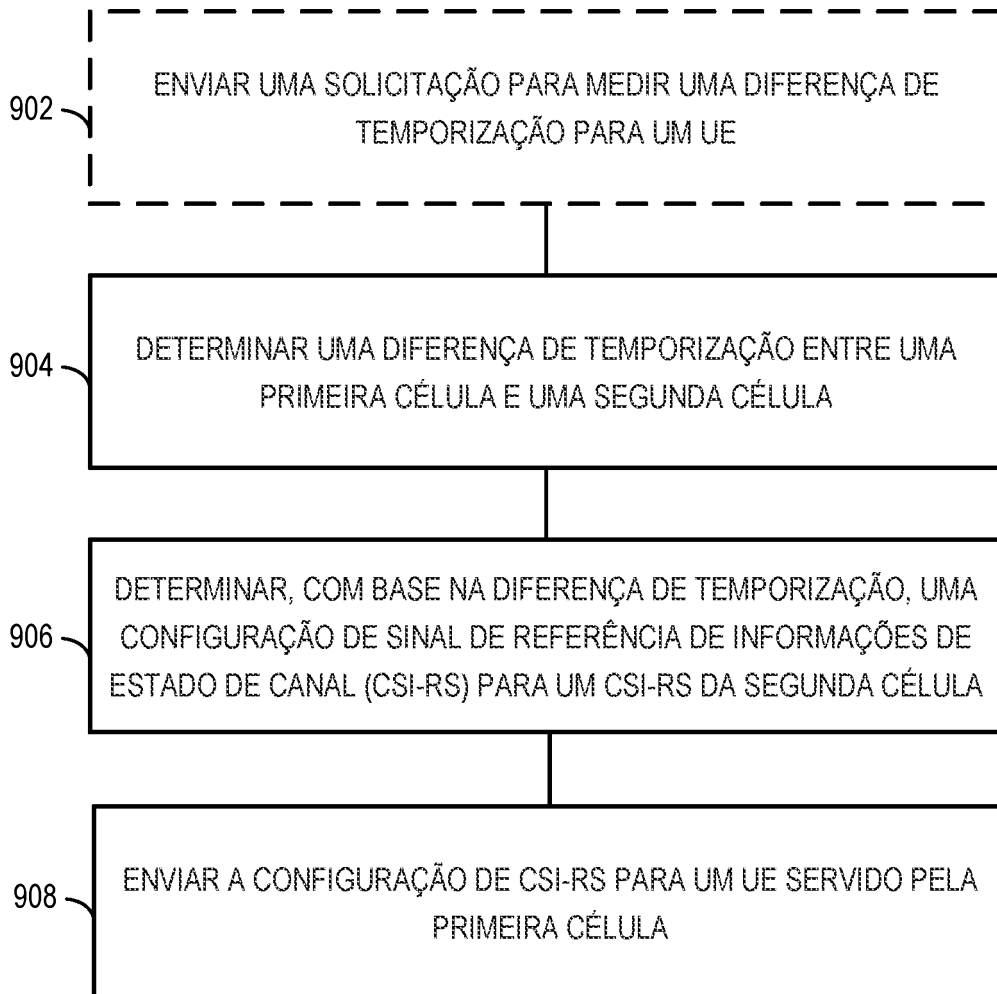 902
ENVIAR UMA SOLICITAÇÃO PARA MEDIR UMA DIFERENÇA DE
TEMPORIZAÇÃO PARA UM UE
904
DETERMINAR UMA DIFERENÇA DE TEMPORIZAÇÃO ENTRE UMA
PRIMEIRA CÉLULA E UMA SEGUNDA CÉLULA
906
DETERMINAR, COM BASE NA DIFERENÇA DE TEMPORIZAÇÃO, UMA
CONFIGURAÇÃO DE SINAL DE REFERÊNCIA DE INFORMAÇÕES DE
ESTADO DE CANAL (CSI-RS) PARA UM CSI-RS DA SEGUNDA CÉLULA
908
ENVIAR A CONFIGURAÇÃO DE CSI-RS PARA UM UE SERVIDO PELA
PRIMEIRA CÉLULA